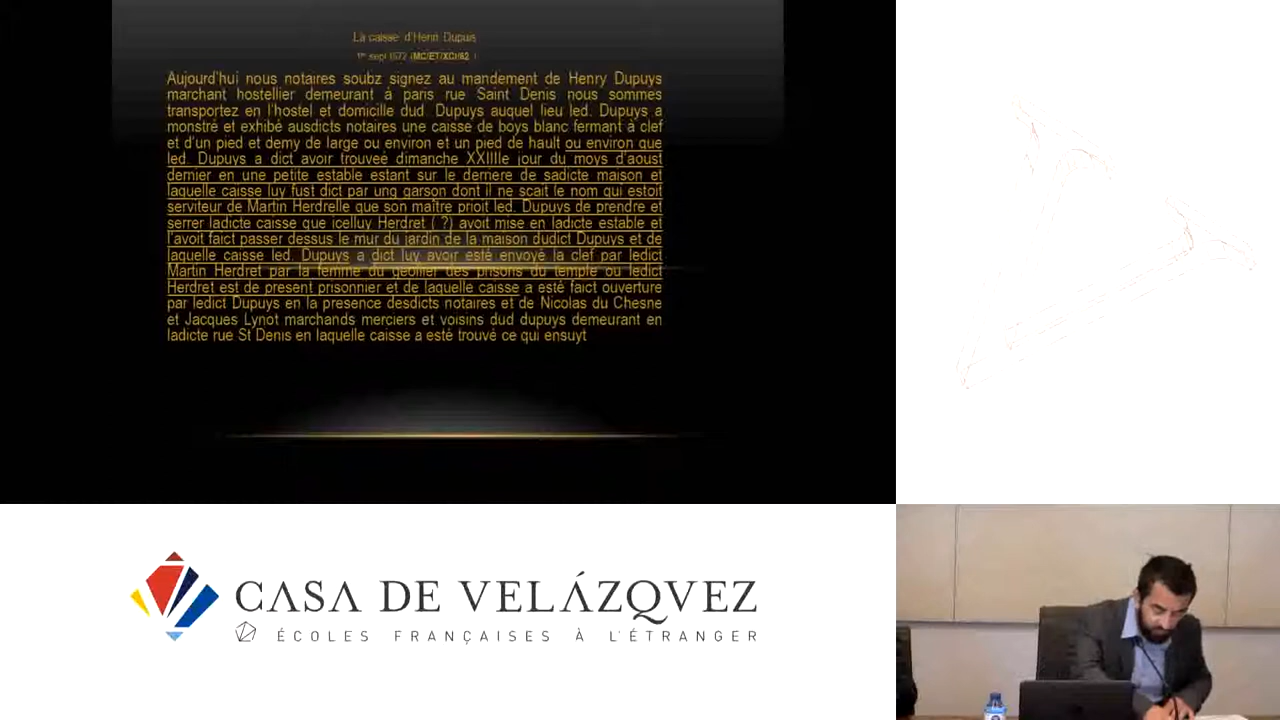 La caisse d'Henri Dupuis
1er sept 1572 (MC/ET/XCI/62 )
Aujourd'hui nous notaires soubz signez au mandement de Henry Dupuys
marchant hostellier demeurant à paris rue Saint Denis nous sommes
transportez en l'hostel et domicille dud. Dupuys auquel lieu led. Dupuys a
monstré et exhibé ausdicts notaires une caisse de boys blanc fermant à clef
et d'un pied et demy de large ou environ et un pied de hault ou environ que
led. Dupuys a dict avoir trouveé dimanche XXIIIIe jour du moys d'aoust
dernier en une petite estable estant sur le derriere de sadicte maison et
laquelle caisse luy fust dict par ung garson dont il ne scait le nom qui estoit
serviteur de Martin Herdrelle que son maître prioit led. Dupuys de prendre et
serrer ladicte caisse que icelluy Herdret ( ?) avoit mise en ladicte estable et
l'avoit faict passer dessus le mur du jardin de la maison dudict Dupuys et de
laquelle caisse led. Dupuys a dict luy avoir esté envoyé la clef par ledict
Martin Herdret par la femme du geollier des prisons du temple ou ledict
Herdret est de present prisonnier et de laquelle caisse a esté faict ouverture
par ledict Dupuys en la presence desdicts notaires et de Nicolas du Chesne
et Jacques Lynot marchands merciers et voisins dud dupuys demeurant en
ladicte rue St Denis en laquelle caisse a esté trouvé ce qui ensuyt
CASA DE VELÁZQVEZ
ÉCOLES FRANÇAISES À L'ÉTRANGER